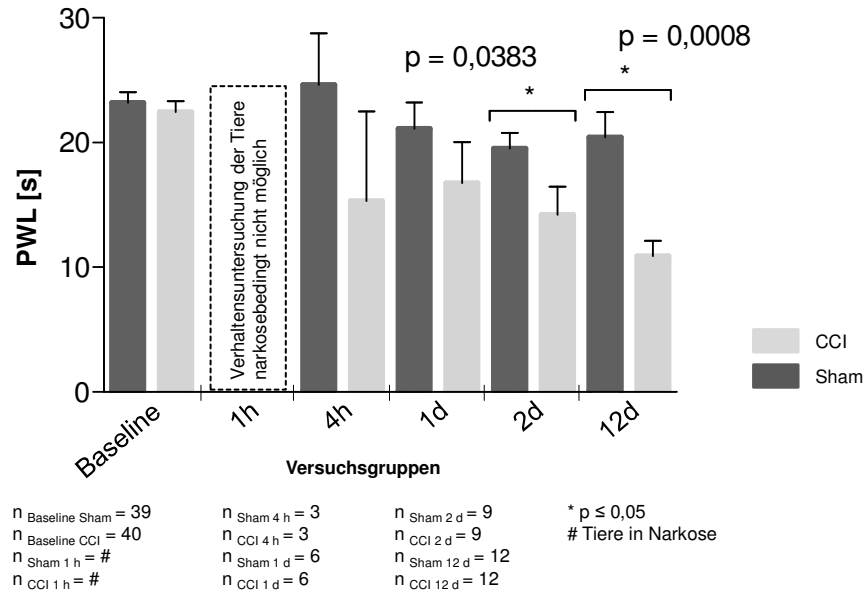 30
20
10
0
PWL [s]
p = 0,0383
p = 0,0008
*
*
Verhaltensuntersuchung der Tiere
narkosebedingt nicht möglich
CCI
Sham
Baseline
1h
4h
1d
2d
12d
Versuchsgruppen
n Baseline Sham = 39
n Baseline CCI = 40
n Sham 1 h = #
n CCI 1 h = #
n Sham 4 h = 3
n CCI 4 h = 3
n Sham 1 d = 6
n CCI 1 d = 6
n Sham 2 d = 9
n CCI 2 d = 9
n Sham 12 d = 12
n CCI 12 d = 12
* p ≤ 0,05
# Tiere in Narkose